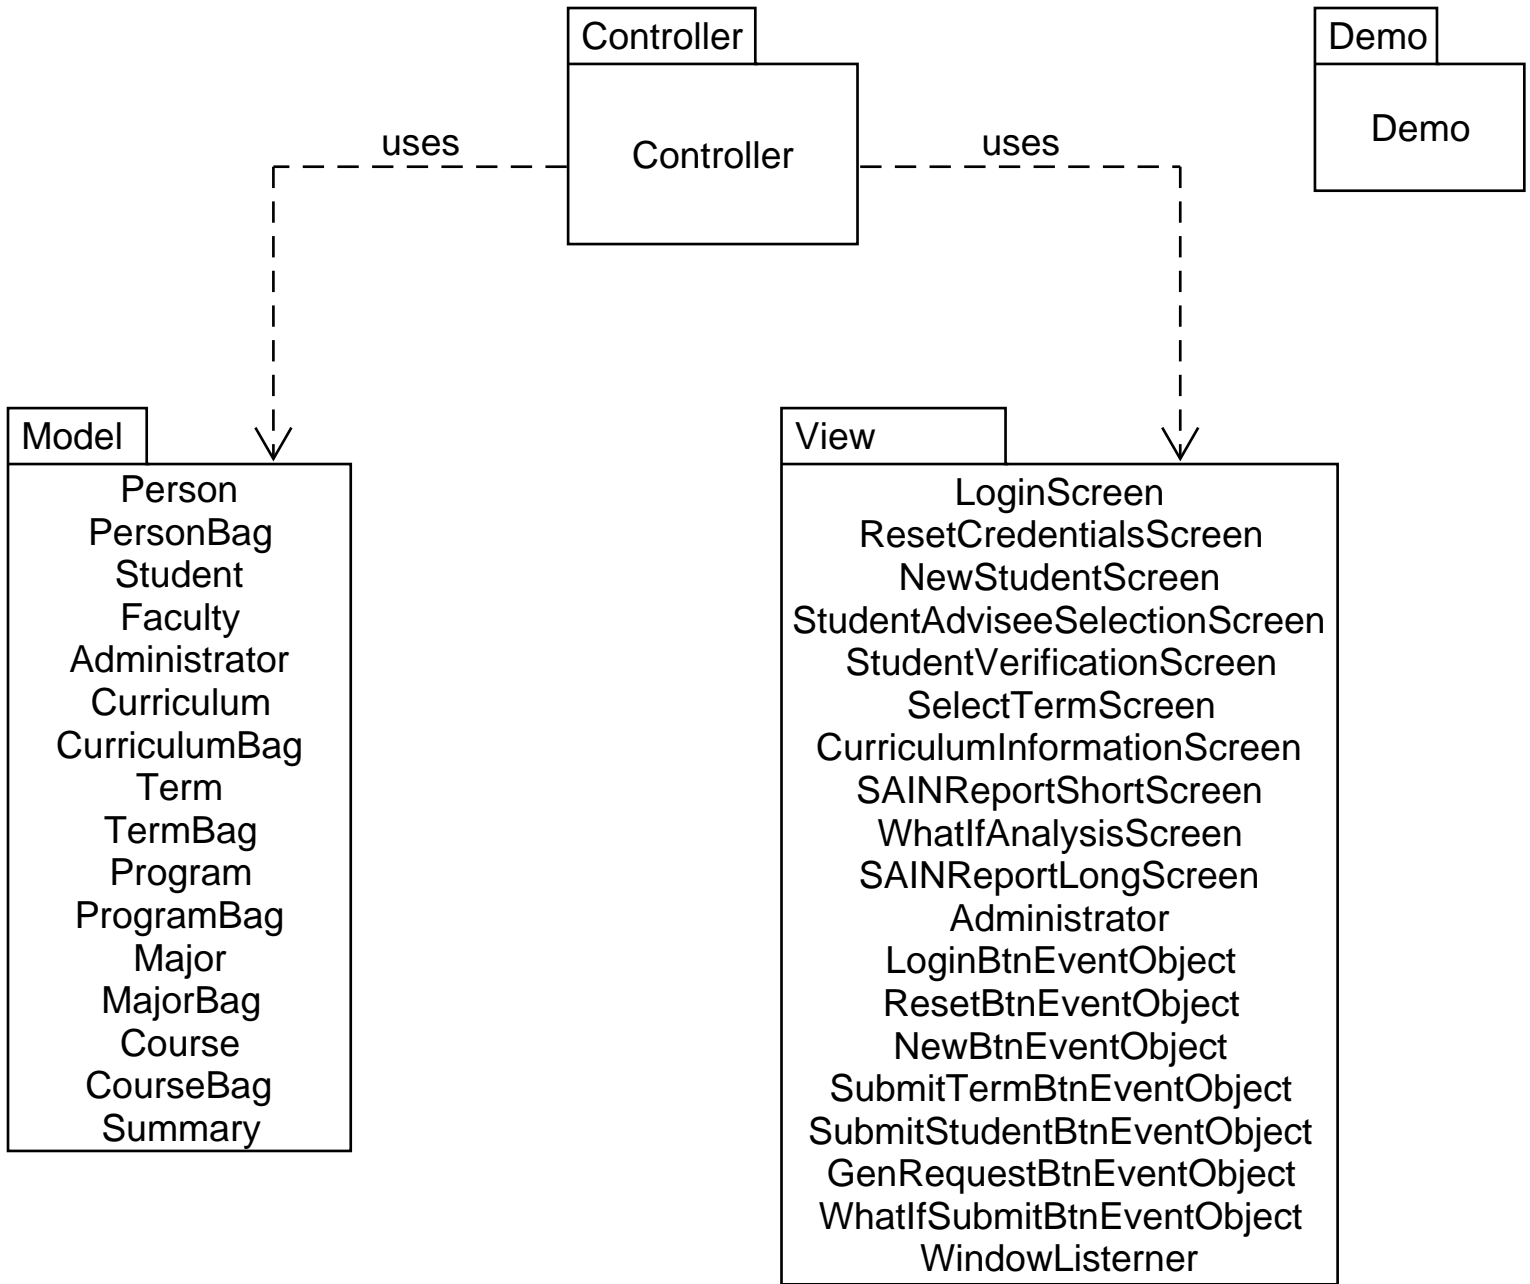 Controller
Demo
Controller
Demo
uses
uses
Model
Person
PersonBag
Student
Faculty
Administrator
Curriculum
CurriculumBag
Term
TermBag
Program
ProgramBag
Major
MajorBag
Course
CourseBag
Summary
View
LoginScreen
ResetCredentialsScreen
NewStudentScreen
StudentAdviseeSelectionScreen
StudentVerificationScreen
SelectTermScreen
CurriculumInformationScreen
SAINReportShortScreen
WhatIfAnalysisScreen
SAINReportLongScreen
Administrator
LoginBtnEventObject
ResetBtnEventObject
NewBtnEventObject
SubmitTermBtnEventObject
SubmitStudentBtnEventObject
GenRequestBtnEventObject
WhatIfSubmitBtnEventObject
WindowListerner